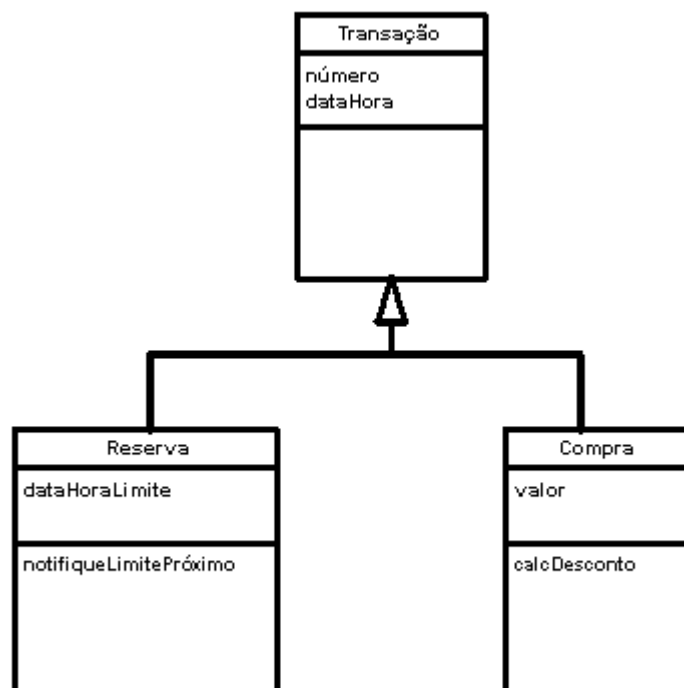 Transação
número
dataHora
Reserva
dataHoraLimite
notifiqueLimitePróximo
Compra
valor
calcDesconto